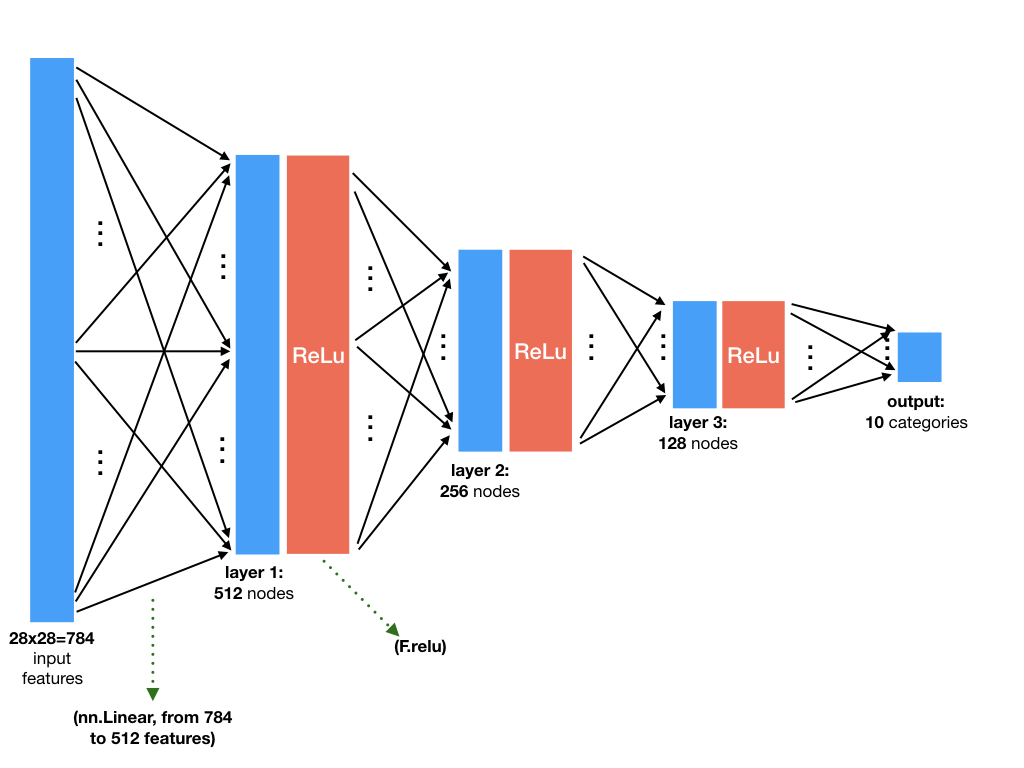 28x28=784
input
features
(nn.Linear, from 784
to 512 features)
layer 1:
512 nodes
ReLu
(F.relu)
layer 2:
256 nodes
ReLu
layer 3:
128 nodes
ReLu
output:
10 categories